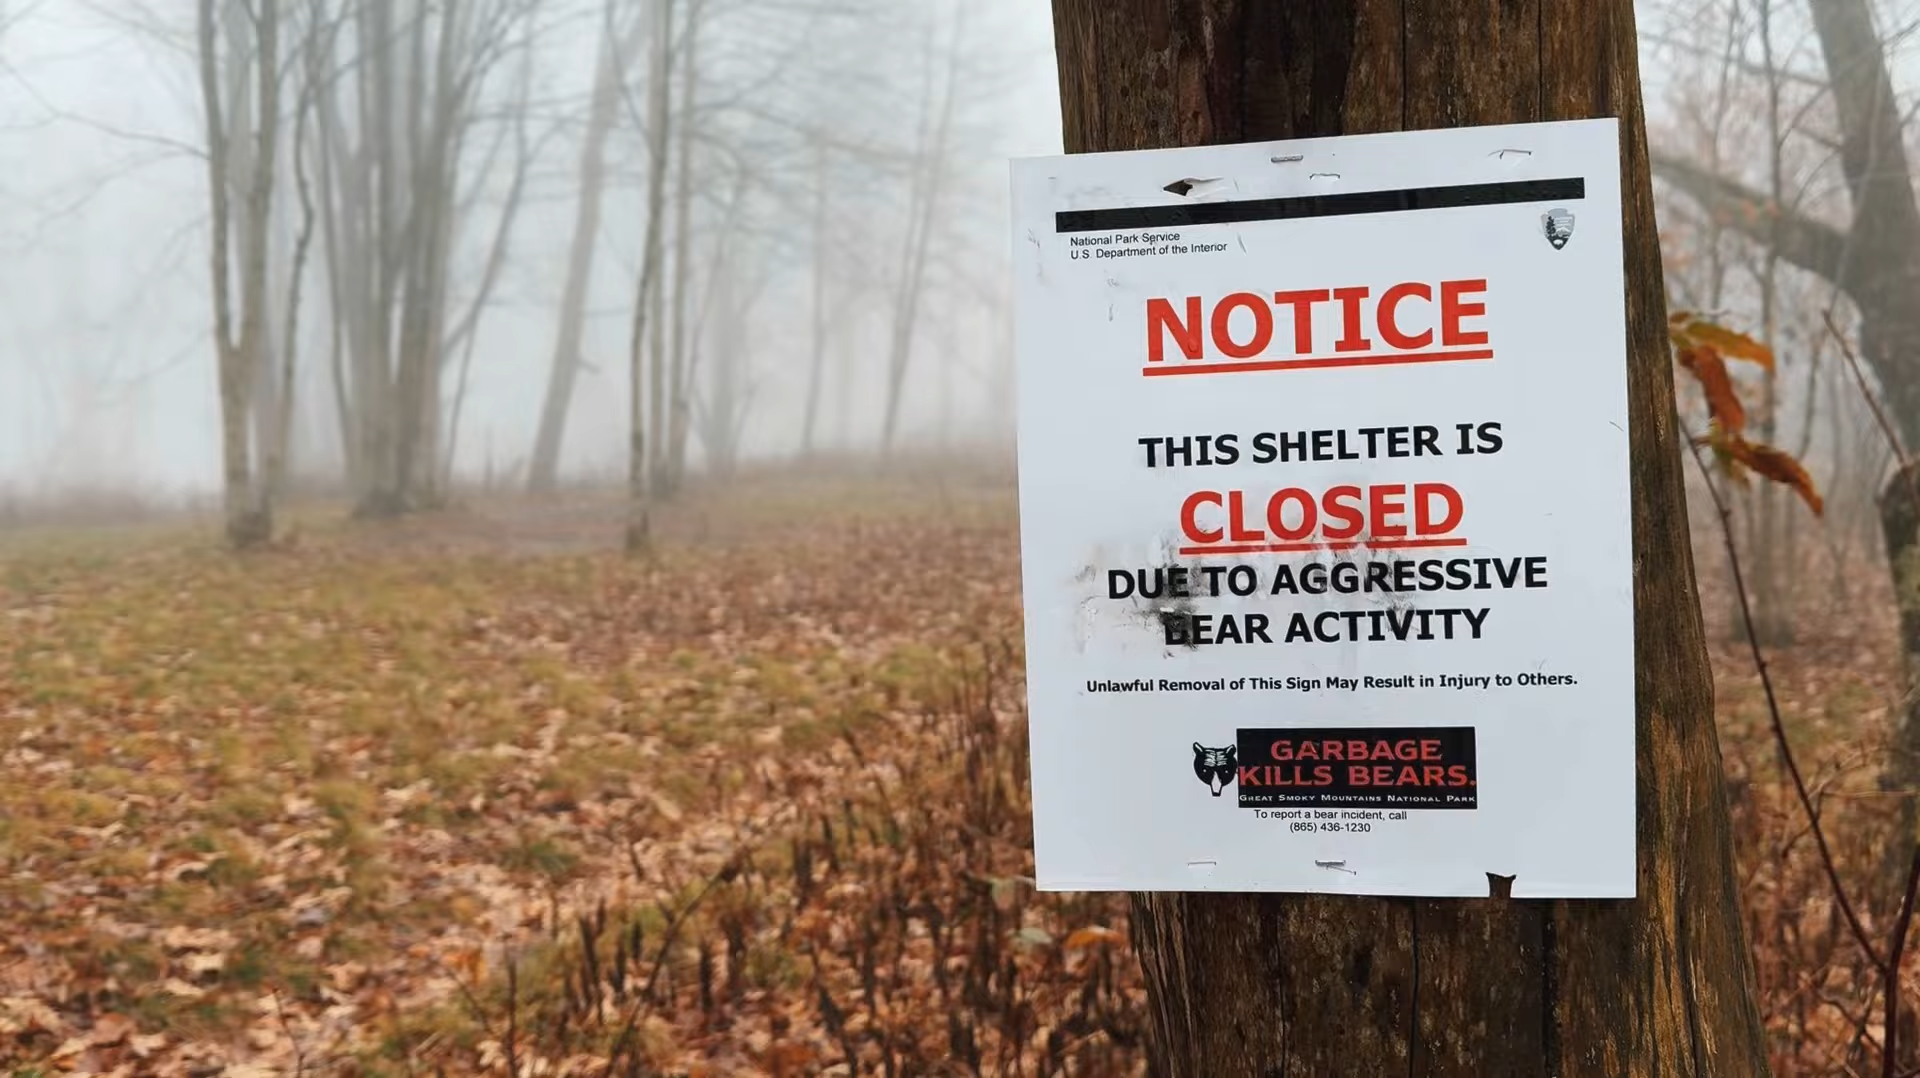 National Park Service
U.S. Department of the Interior
NOTICE
THIS SHELTER IS
CLOSED
DUE TO AGGRESSIVE
BEAR ACTIVITY
Unlawful Removal of This Sign May Result in Injury to Others.
GARBAGE
KILLS BEARS.
GREAT SMOKY MOUNTAINS NATIONAL PARK
To report a bear incident, call
(865) 436-1230